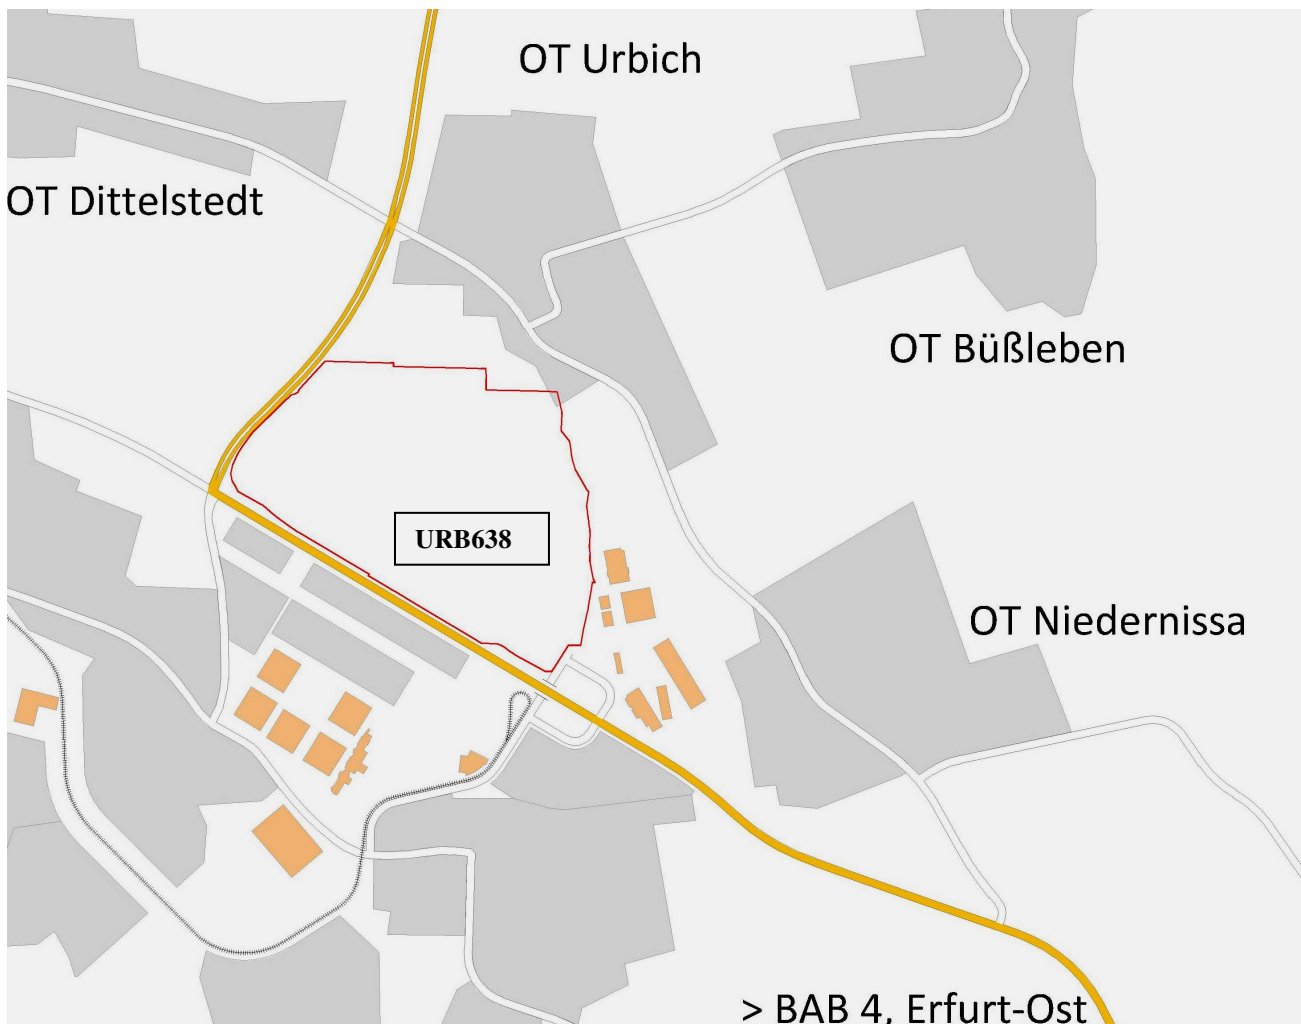 OT Urbich
OT Dittelstedt
OT Büßleben
URB638
OT Niedernissa
> BAB 4, Erfurt-Ost